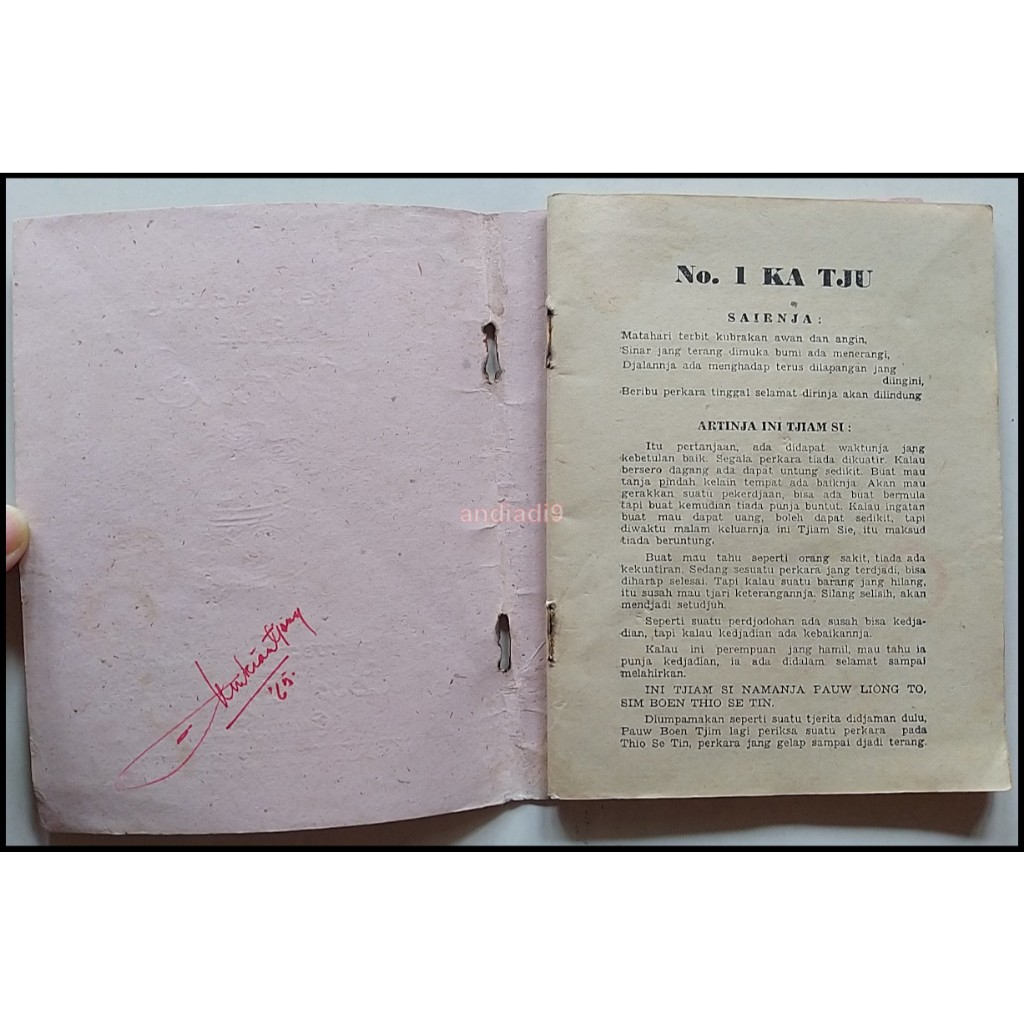 '65.
No. 1 KA TJU
SAIRNJA :
Matahari terbit kubrakan awan dan angin,
Sinar jang terang dimuka bumi ada menerangi,
Djalannja ada menghadap terus dilapangan jang
diingini,
Beribu perkara tinggal selamat dirinja akan dilindung
ARTINJA INI TJIAM SI :
Itu pertanjaan, ada didapat waktunja jang
kebetulan baik. Segala perkara tiada dikuatir. Kalau
bersero dagang ada dapat untung sedikit. Buat mau
tanja pindah kelain tempat ada baiknja. Akan mau
gerakkan suatu pekerdjaan, bisa ada buat bermula
tapi buat kemudian tiada punja buntut. Kalau ingatan
buat mau dapat uang, boleh dapat sedikit, tapi
diwaktu malam keluarnja ini Tjiam Sie, itu maksud
tiada beruntung.
Buat mau tahu seperti orang sakit, tiada ada
kekuatiran. Sedang sesuatu perkara jang terdjadi, bisa
diharap selesai. Tapi kalau suatu barang jang hilang,
itu susah mau tjari keterangannja. Silang selisih, akan
mendjadi setudjuh.
Seperti suatu perdjodohan ada susah bisa kedja-
dian, tapi kalau kedjadian ada kebaikannja.
Kalau ini perempuan jang hamil, mau tahu ia
punja kedjadian, ia ada didalam selamat sampai
melahirkan.
INI TJIAM SI NAMANJA PAUW LIONG TO,
SIM BOEN THIO SE TIN.
Diumpamakan seperti suatu tjerita didjaman dulu,
Pauw Boen Tjim lagi periksa suatu perkara pada
Thio Se Tin, perkara jang gelap sampai djadi terang.
andiadi9